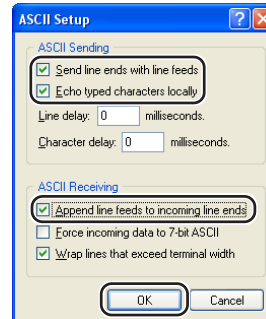 ASCII Setup
ASCII Sending
Send line ends with line feeds
Echo typed characters locally
Line delay: 0 milliseconds.
Character delay: 0 milliseconds.
ASCII Receiving
Append line feeds to incoming line ends
Force incoming data to 7-bit ASCII
Wrap lines that exceed terminal width
OK Cancel